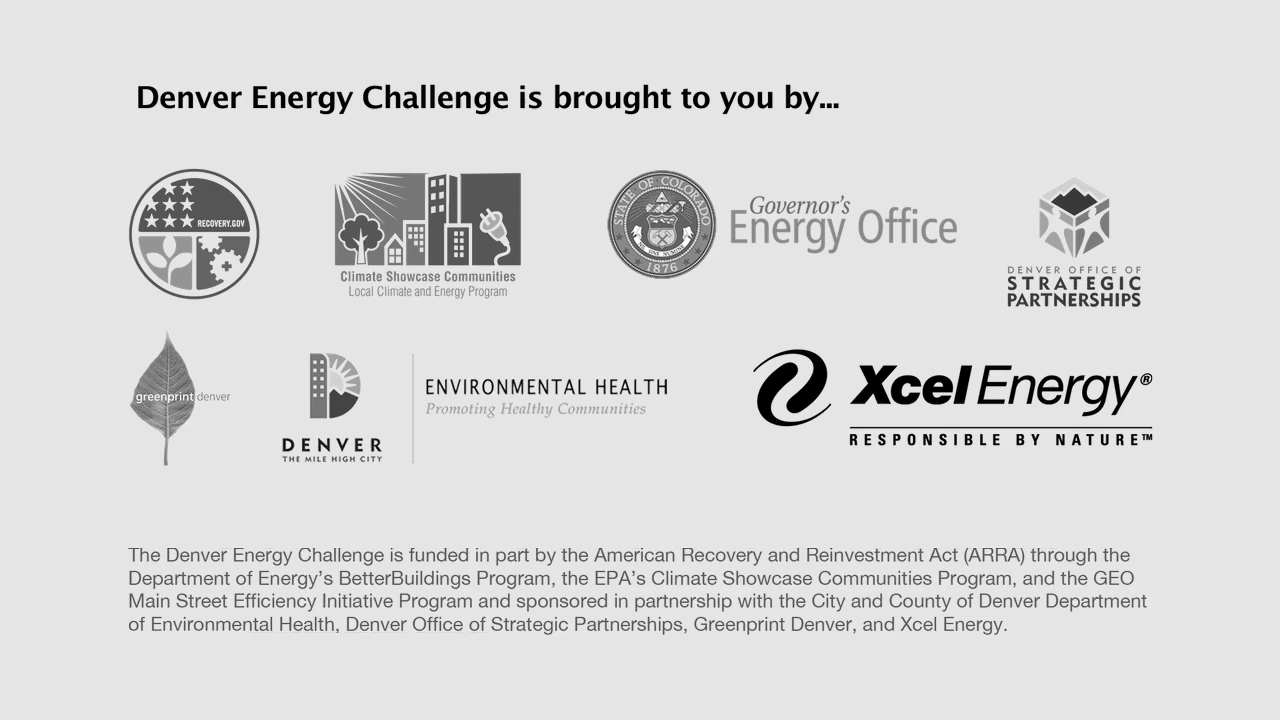 Denver Energy Challenge is brought to you by...
RECOVERY.GOV
Climate Showcase Communities
Local Climate and Energy Program
STATE OF COLORADO
1876
Governor's
Energy Office
DENVER OFFICE OF
STRATEGIC
PARTNERSHIPS
greenprint denver
DENVER
THE MILE HIGH CITY
ENVIRONMENTAL HEALTH
Promoting Healthy Communities
Xcel Energy®
RESPONSIBLE BY NATURE™
The Denver Energy Challenge is funded in part by the American Recovery and Reinvestment Act (ARRA) through the
Department of Energy’s BetterBuildings Program, the EPA’s Climate Showcase Communities Program, and the GEO
Main Street Efficiency Initiative Program and sponsored in partnership with the City and County of Denver Department
of Environmental Health, Denver Office of Strategic Partnerships, Greenprint Denver, and Xcel Energy.